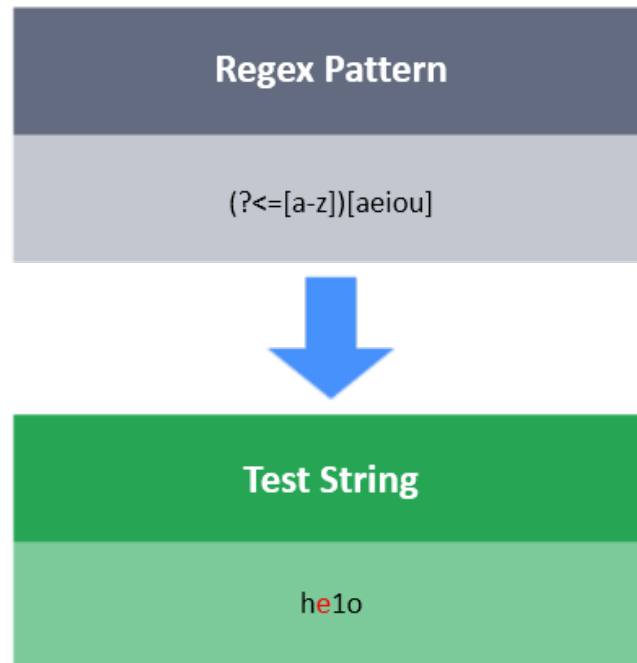 Regex Pattern
(?<=[a-z])[aeiou]
Test String
he1o